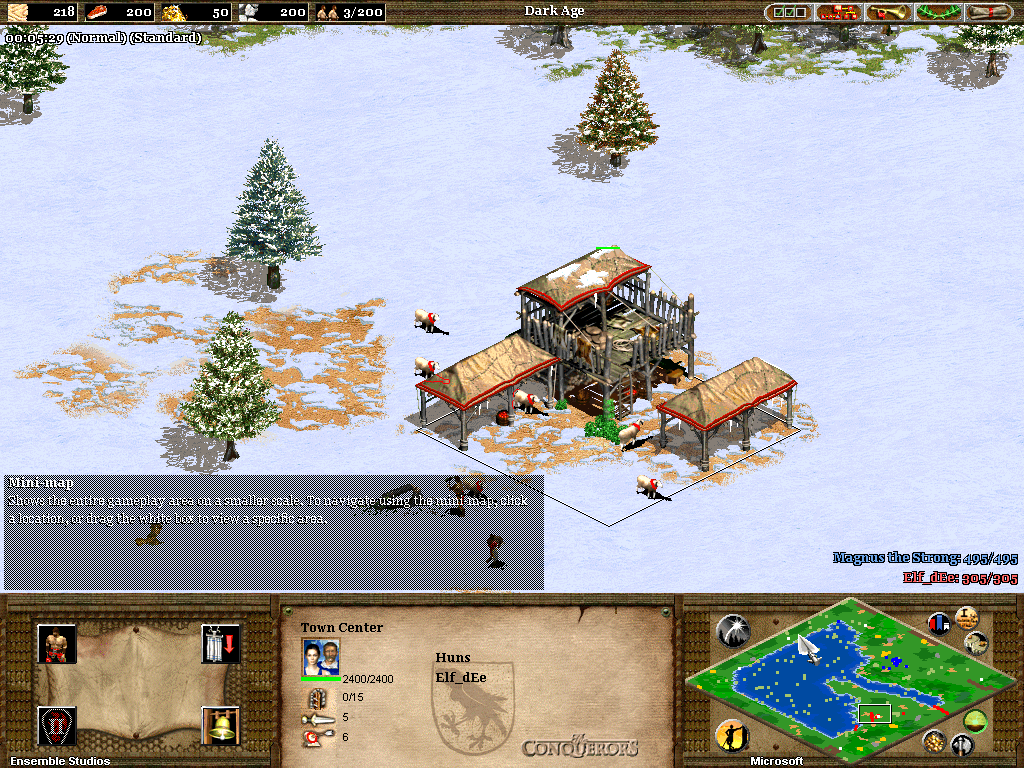 218 200 50 200 3/200 Dark Age
00:05:29 (Normal) (Standard)
Mini-map
Shows the entire gameplay area on a smaller scale. To navigate using the mini-map, click
a location, or drag the white box to view a specific area.
Magnus the Strong: 495/495
Elf_dEe: 305/305
Town Center
2400/2400
0/15
5
6
Huns
Elf_dEe
The
CONQUERORS
Ensemble Studios
Microsoft